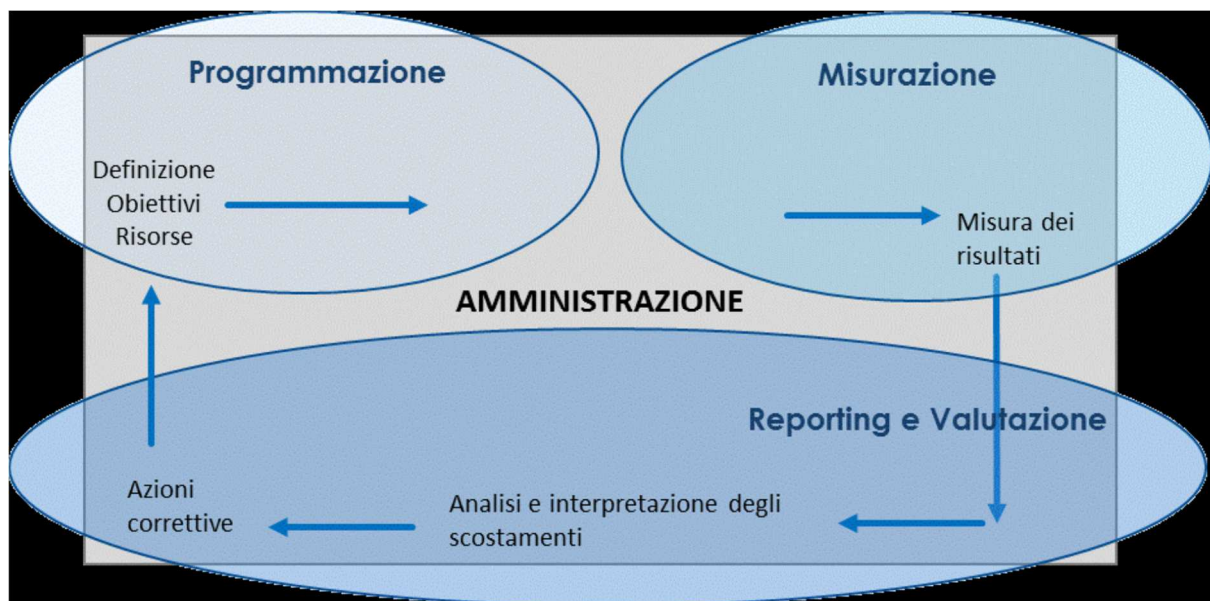 Programmazione
Misurazione
Definizione
Obiettivi
Risorse
Misura dei
risultati
AMMINISTRAZIONE
Reporting e Valutazione
Azioni
correttive
Analisi e interpretazione degli
scostamenti